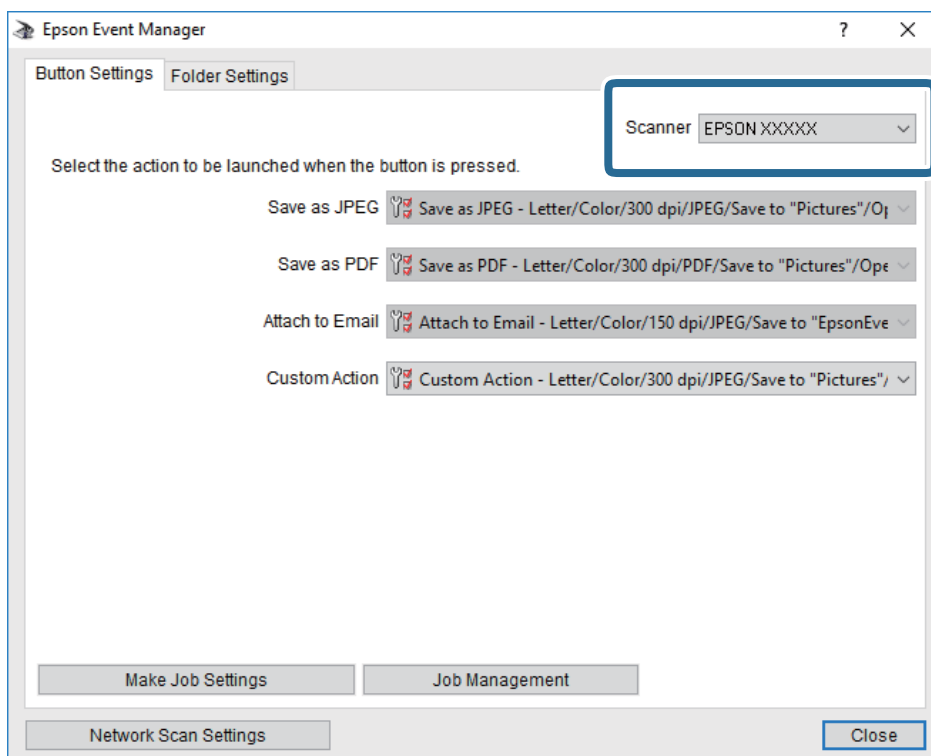 Epson Event Manager
Button Settings Folder Settings
Scanner EPSON XXXXX
Select the action to be launched when the button is pressed.
Save as JPEG Save as JPEG - Letter/Color/300 dpi/JPEG/Save to "Pictures"/Op
Save as PDF Save as PDF - Letter/Color/300 dpi/PDF/Save to "Pictures"/Ope
Attach to Email Attach to Email - Letter/Color/150 dpi/JPEG/Save to "EpsonEve
Custom Action Custom Action - Letter/Color/300 dpi/JPEG/Save to "Pictures"/
Make Job Settings Job Management
Network Scan Settings Close